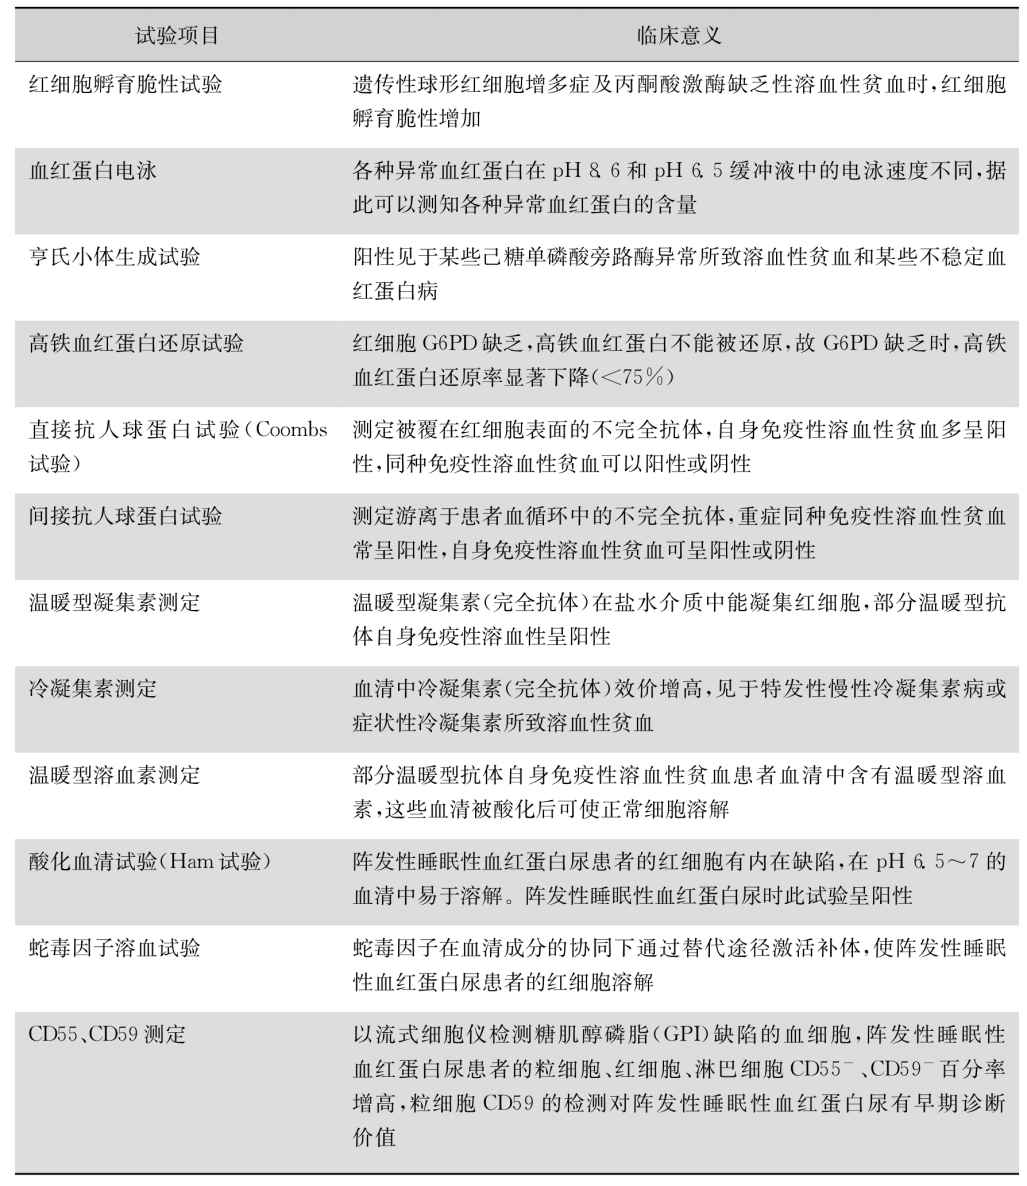 试验项目 临床意义
红细胞孵育脆性试验 遗传性球形红细胞增多症及丙酮酸激酶缺乏性溶血性贫血时,红细胞
孵育脆性增加
血红蛋白电泳 各种异常血红蛋白在 pH 8.6 和 pH 6.5 缓冲液中的电泳速度不同,据
此可以测知各种异常血红蛋白的含量
亨氏小体生成试验 阳性见于某些己糖单磷酸旁路酶异常所致溶血性贫血和某些不稳定血
红蛋白病
高铁血红蛋白还原试验 红细胞 G6PD 缺乏,高铁血红蛋白不能被还原,故 G6PD 缺乏时,高铁
血红蛋白还原率显著下降(<75%)
直接抗人球蛋白试验(Coombs 测定被覆在红细胞表面的不完全抗体,自身免疫性溶血性贫血多呈阳
试验) 性,同种免疫性溶血性贫血可以阳性或阴性
间接抗人球蛋白试验 测定游离于患者血循环中的不完全抗体,重症同种免疫性溶血性贫血
常呈阳性,自身免疫性溶血性贫血可呈阳性或阴性
温暖型凝集素测定 温暖型凝集素(完全抗体)在盐水介质中能凝集红细胞,部分温暖型抗
体自身免疫性溶血性呈阳性
冷凝集素测定 血清中冷凝集素(完全抗体)效价增高,见于特发性慢性冷凝集素病或
症状性冷凝集素所致溶血性贫血
温暖型溶血素测定 部分温暖型抗体自身免疫性溶血性贫血患者血清中含有温暖型溶血
素,这些血清被酸化后可使正常细胞溶解
酸化血清试验(Ham 试验) 阵发性睡眠性血红蛋白尿患者的红细胞有内在缺陷,在 pH 6.5～7 的
血清中易于溶解。阵发性睡眠性血红蛋白尿时此试验呈阳性
蛇毒因子溶血试验 蛇毒因子在血清成分的协同下通过替代途径激活补体,使阵发性睡眠
性血红蛋白尿患者的红细胞溶解
CD55、CD59 测定 以流式细胞仪检测糖肌醇磷脂(GPI)缺陷的血细胞,阵发性睡眠性
血红蛋白尿患者的粒细胞、红细胞、淋巴细胞 CD55⁻、CD59⁻百分率
增高,粒细胞 CD59 的检测对阵发性睡眠性血红蛋白尿有早期诊断
价值